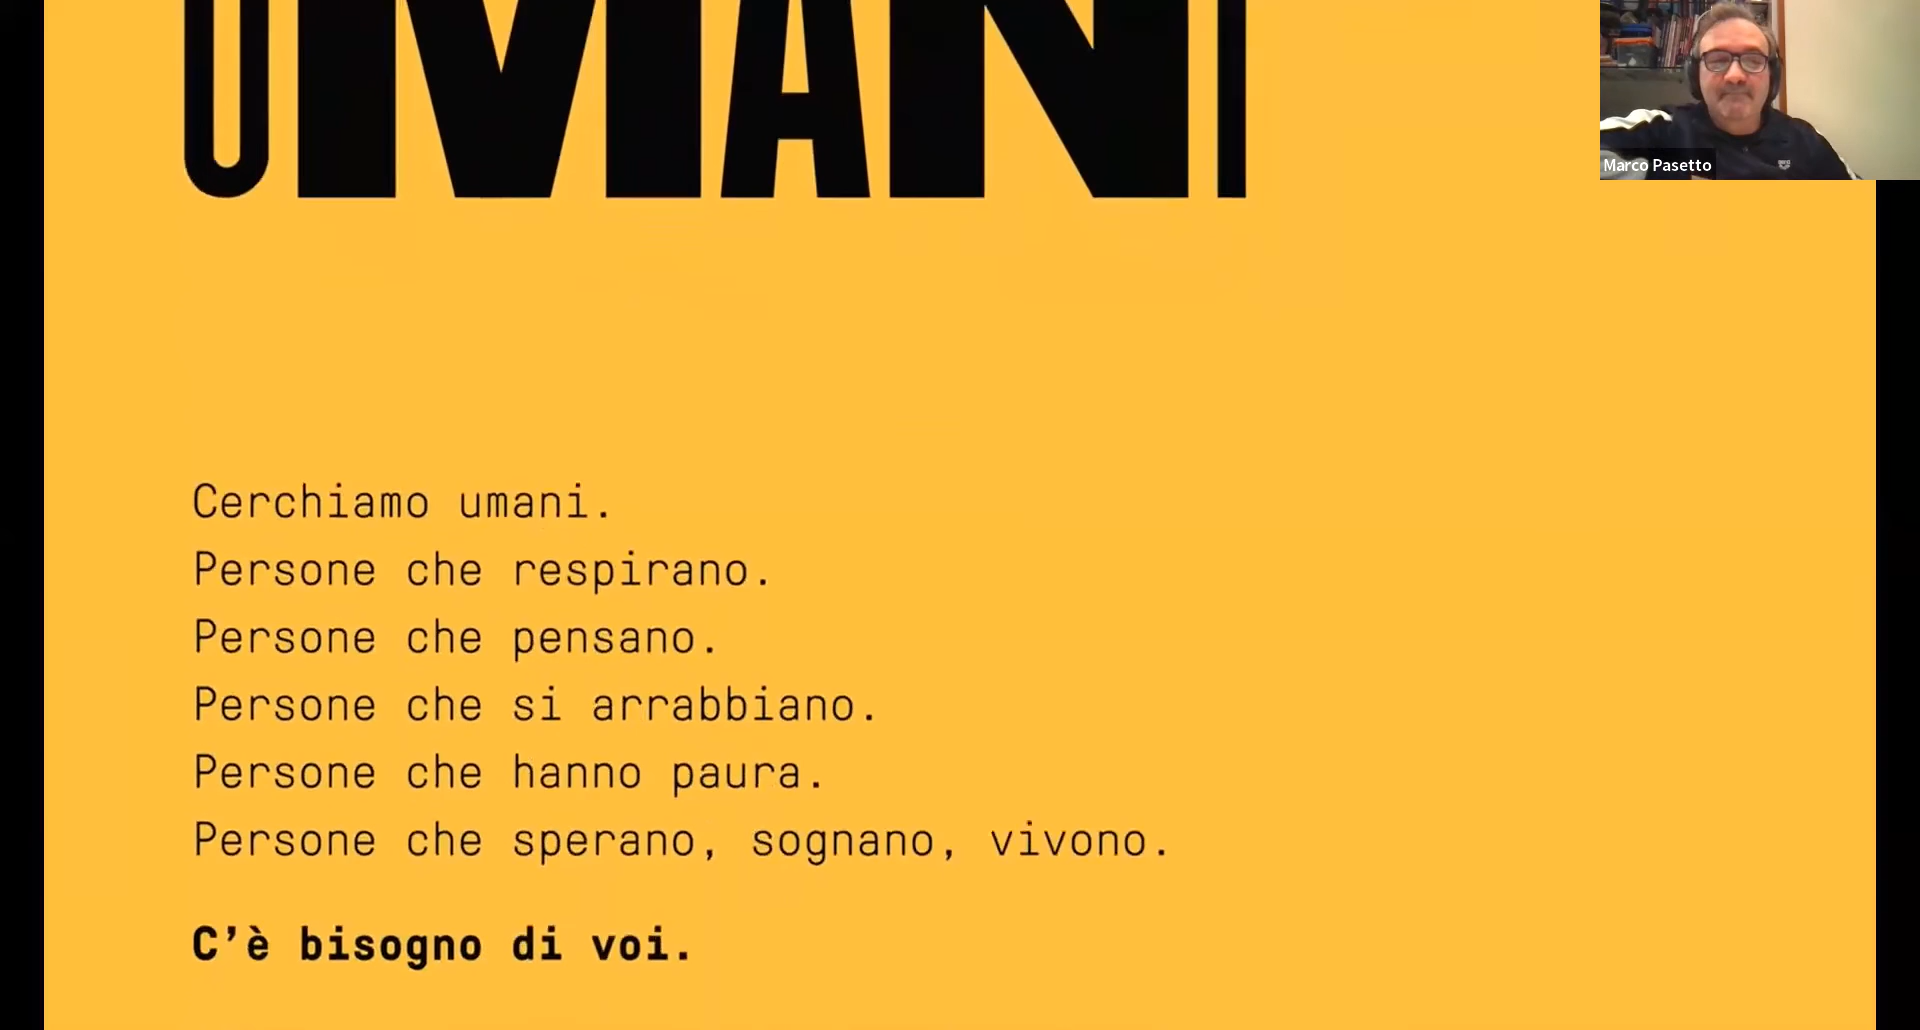 UMANI
Marco Pasetto
Cerchiamo umani.
Persone che respirano.
Persone che pensano.
Persone che si arrabbiano.
Persone che hanno paura.
Persone che sperano, sognano, vivono.
C’è bisogno di voi.